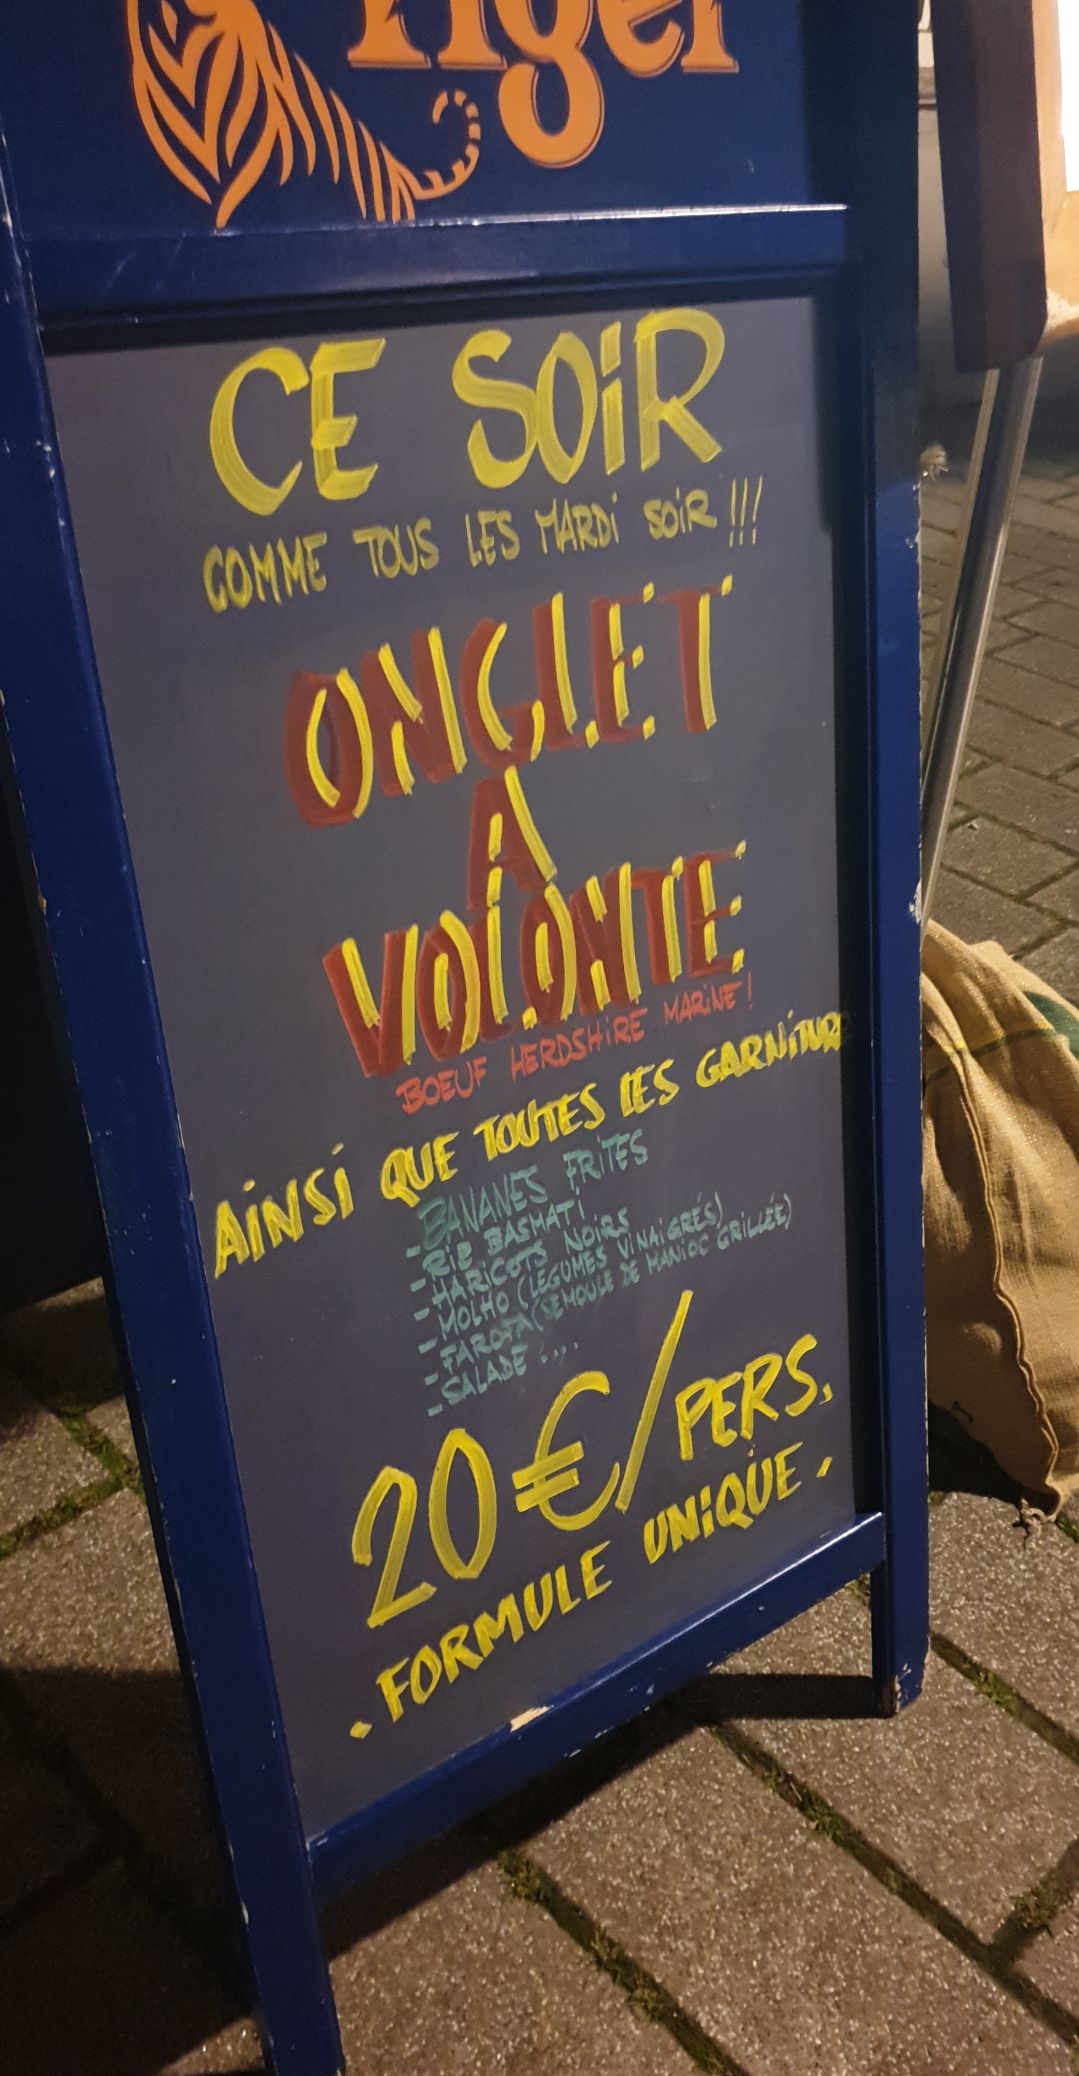 Tiger
CE SOIR
COMME TOUS LES MARDI SOIR !!!
ONGLET
A
VOLONTE
BOEUF HERDSHIRE MARINE !
AINSI QUE TOUTES LES GARNITURE
- BANANES FRITES
- RIZ BASMATI
- HARICOTS NOIRS
- MOLHO (LÉGUMES VINAIGRÉS)
- FAROFA (SEMOULE DE MANIOC GRILLÉE)
- SALADE ....
20 €/PERS.
. FORMULE UNIQUE .